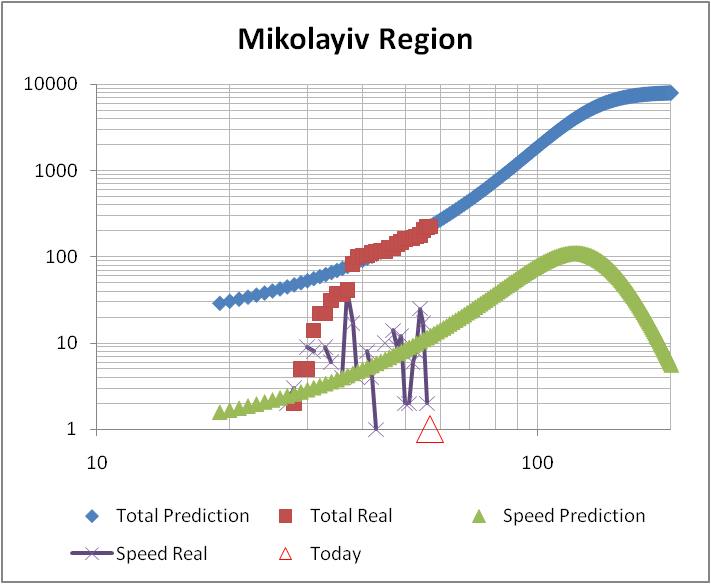 Mikolayiv Region
10000
1000
100
10
1
10 100
Total Prediction Total Real Speed Prediction
Speed Real Today